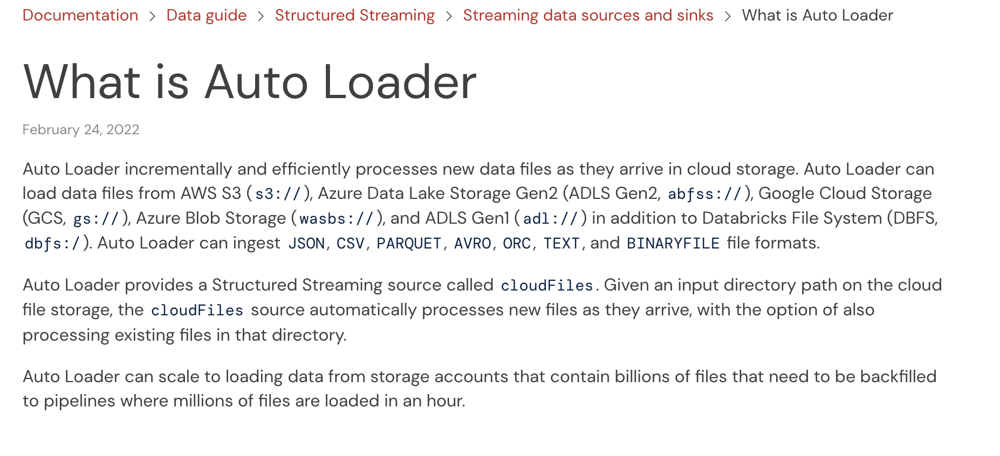 Documentation > Data guide > Structured Streaming > Streaming data sources and sinks > What is Auto Loader
What is Auto Loader
February 24, 2022
Auto Loader incrementally and efficiently processes new data files as they arrive in cloud storage. Auto Loader can
load data files from AWS S3 (s3://), Azure Data Lake Storage Gen2 (ADLS Gen2, abfss://), Google Cloud Storage
(GCS, gs://), Azure Blob Storage (wasbs://), and ADLS Gen1 (adl://) in addition to Databricks File System (DBFS,
dbfs:/). Auto Loader can ingest JSON, CSV, PARQUET, AVRO, ORC, TEXT, and BINARYFILE file formats.
Auto Loader provides a Structured Streaming source called cloudFiles. Given an input directory path on the cloud
file storage, the cloudFiles source automatically processes new files as they arrive, with the option of also
processing existing files in that directory.
Auto Loader can scale to loading data from storage accounts that contain billions of files that need to be backfilled
to pipelines where millions of files are loaded in an hour.